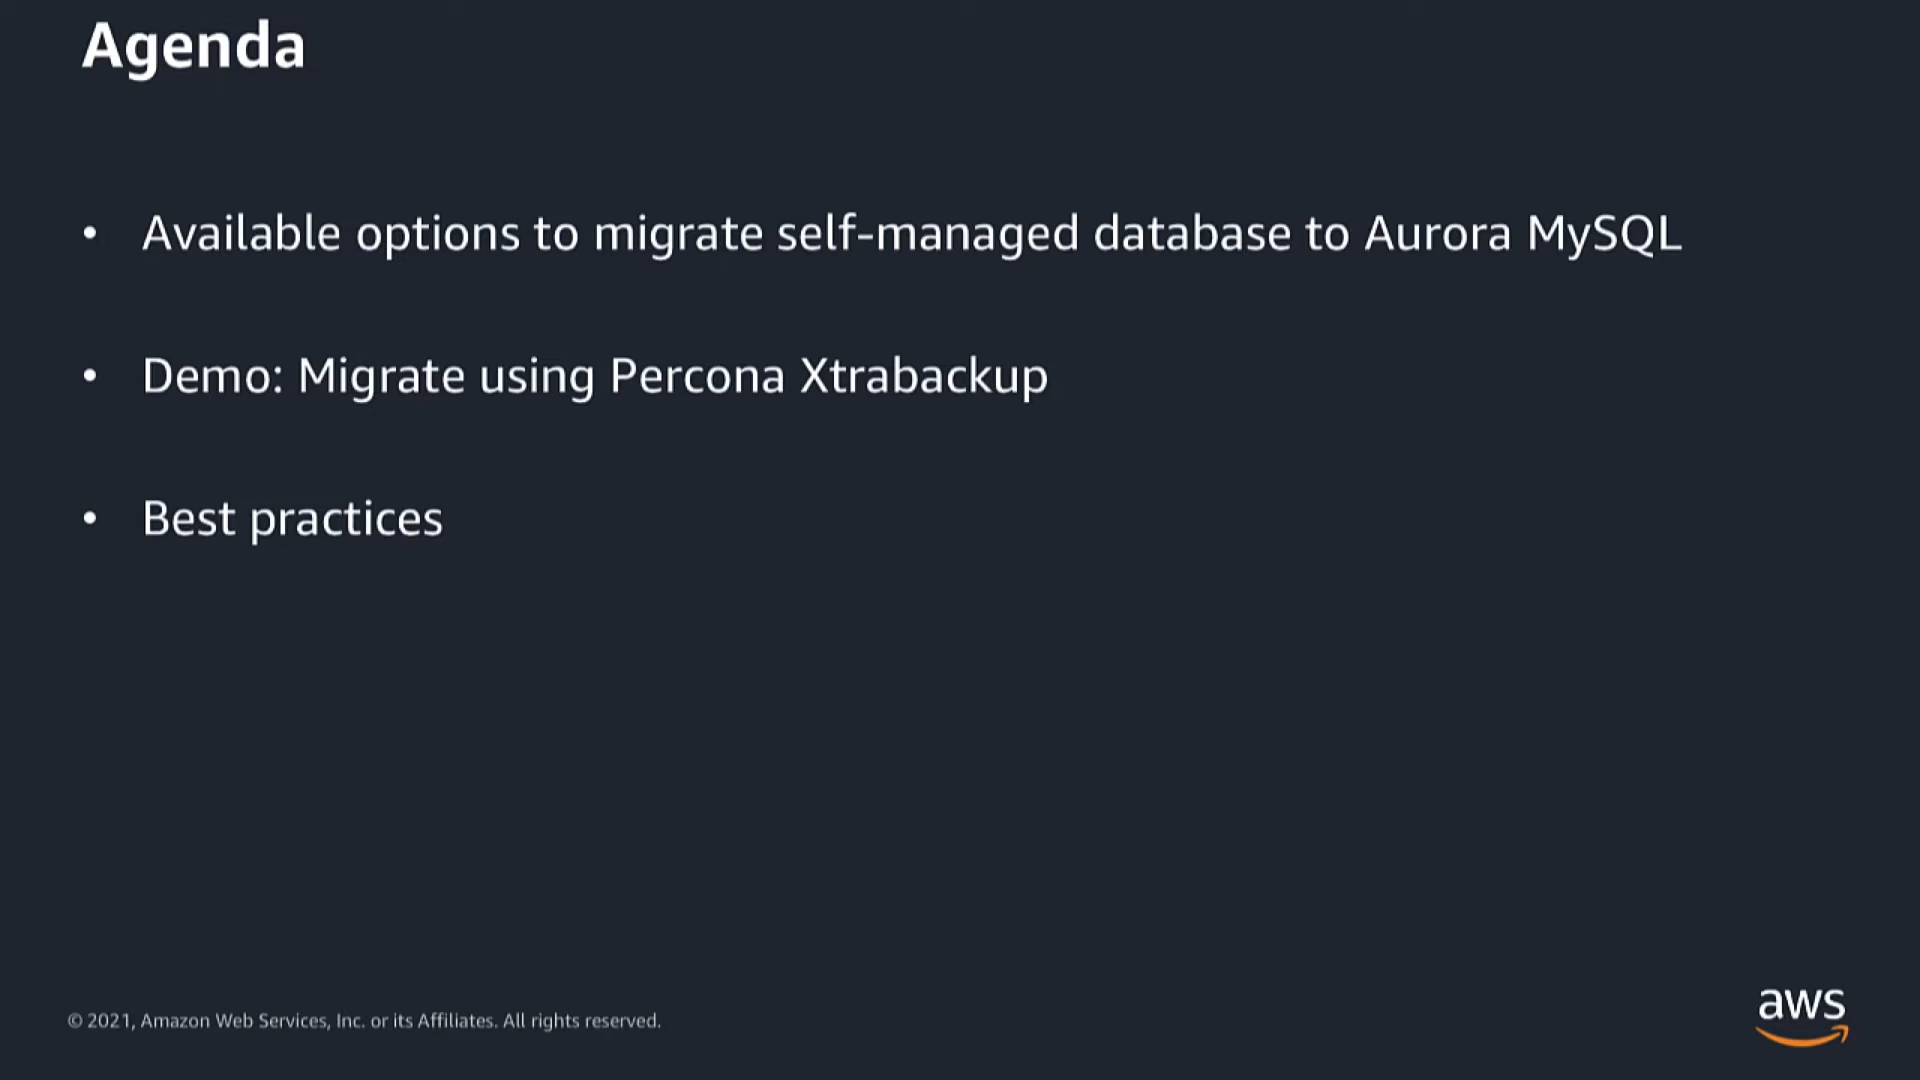 Agenda
• Available options to migrate self-managed database to Aurora MySQL
• Demo: Migrate using Percona Xtrabackup
• Best practices
© 2021, Amazon Web Services, Inc. or its Affiliates. All rights reserved.
aws